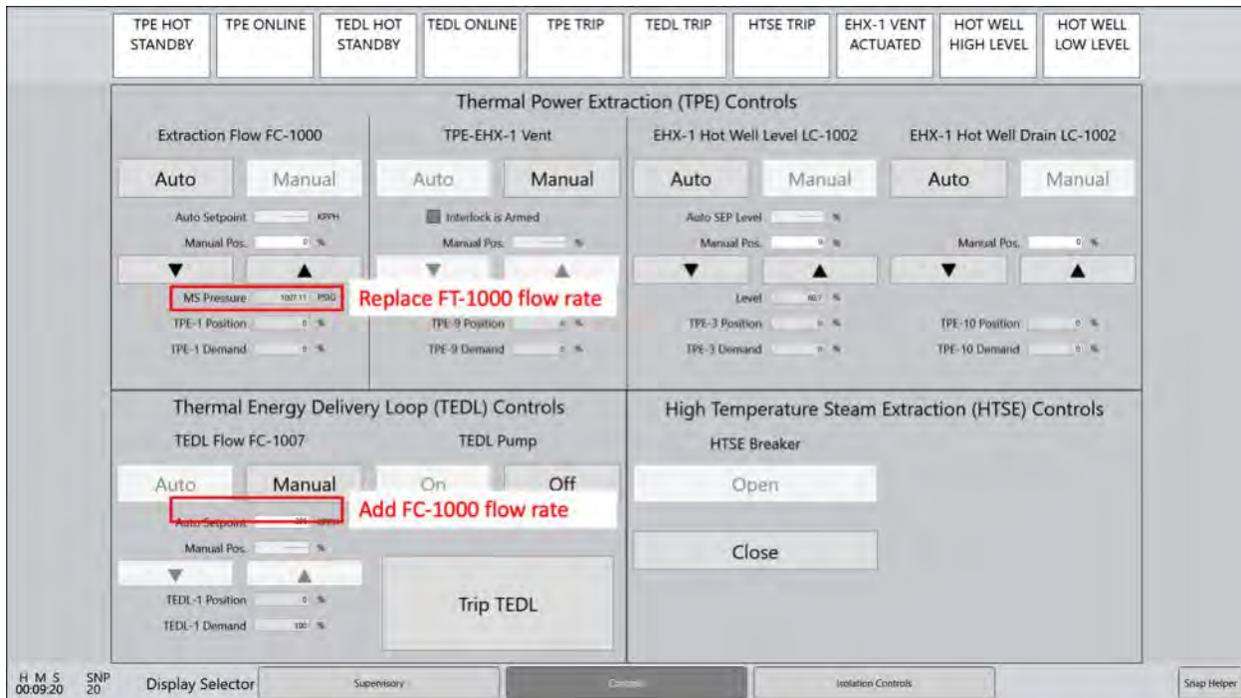 TPE HOT STANDBY
TPE ONLINE
TEDL HOT STANDBY
TEDL ONLINE
TPE TRIP
TEDL TRIP
HTSE TRIP
EHX-1 VENT ACTUATED
HOT WELL HIGH LEVEL
HOT WELL LOW LEVEL
Thermal Power Extraction (TPE) Controls
Extraction Flow FC-1000
TPE-EHX-1 Vent
EHX-1 Hot Well Level LC-1002
EHX-1 Hot Well Drain LC-1002
Auto Manual
Auto Manual
Auto Manual
Auto Manual
Auto Setpoint KPPH
Interlock is Armed
Auto SEP Level %
Manual Pos. 0 %
Manual Pos. %
Manual Pos. 0 %
Manual Pos. 0 %
▼ ▲
▼ ▲
▼ ▲
▼ ▲
MS Pressure 1007.11 PSIG
Replace FT-1000 flow rate
Level %
TPE-1 Position 0 %
TPE-9 Position 0 %
TPE-3 Position 0 %
TPE-10 Position 0 %
TPE-1 Demand 0 %
TPE-9 Demand 0 %
TPE-3 Demand 0 %
TPE-10 Demand 0 %
Thermal Energy Delivery Loop (TEDL) Controls
High Temperature Steam Extraction (HTSE) Controls
TEDL Flow FC-1007
TEDL Pump
HTSE Breaker
Auto Manual
On Off
Open
Add FC-1000 flow rate
Auto Setpoint
Manual Pos. %
Close
▼ ▲
Trip TEDL
TEDL-1 Position 0 %
TEDL-1 Demand 100 %
H M S
00:09:20
SNP
20
Display Selector
Supervisory
Controls
Isolation Controls
Snap Helper